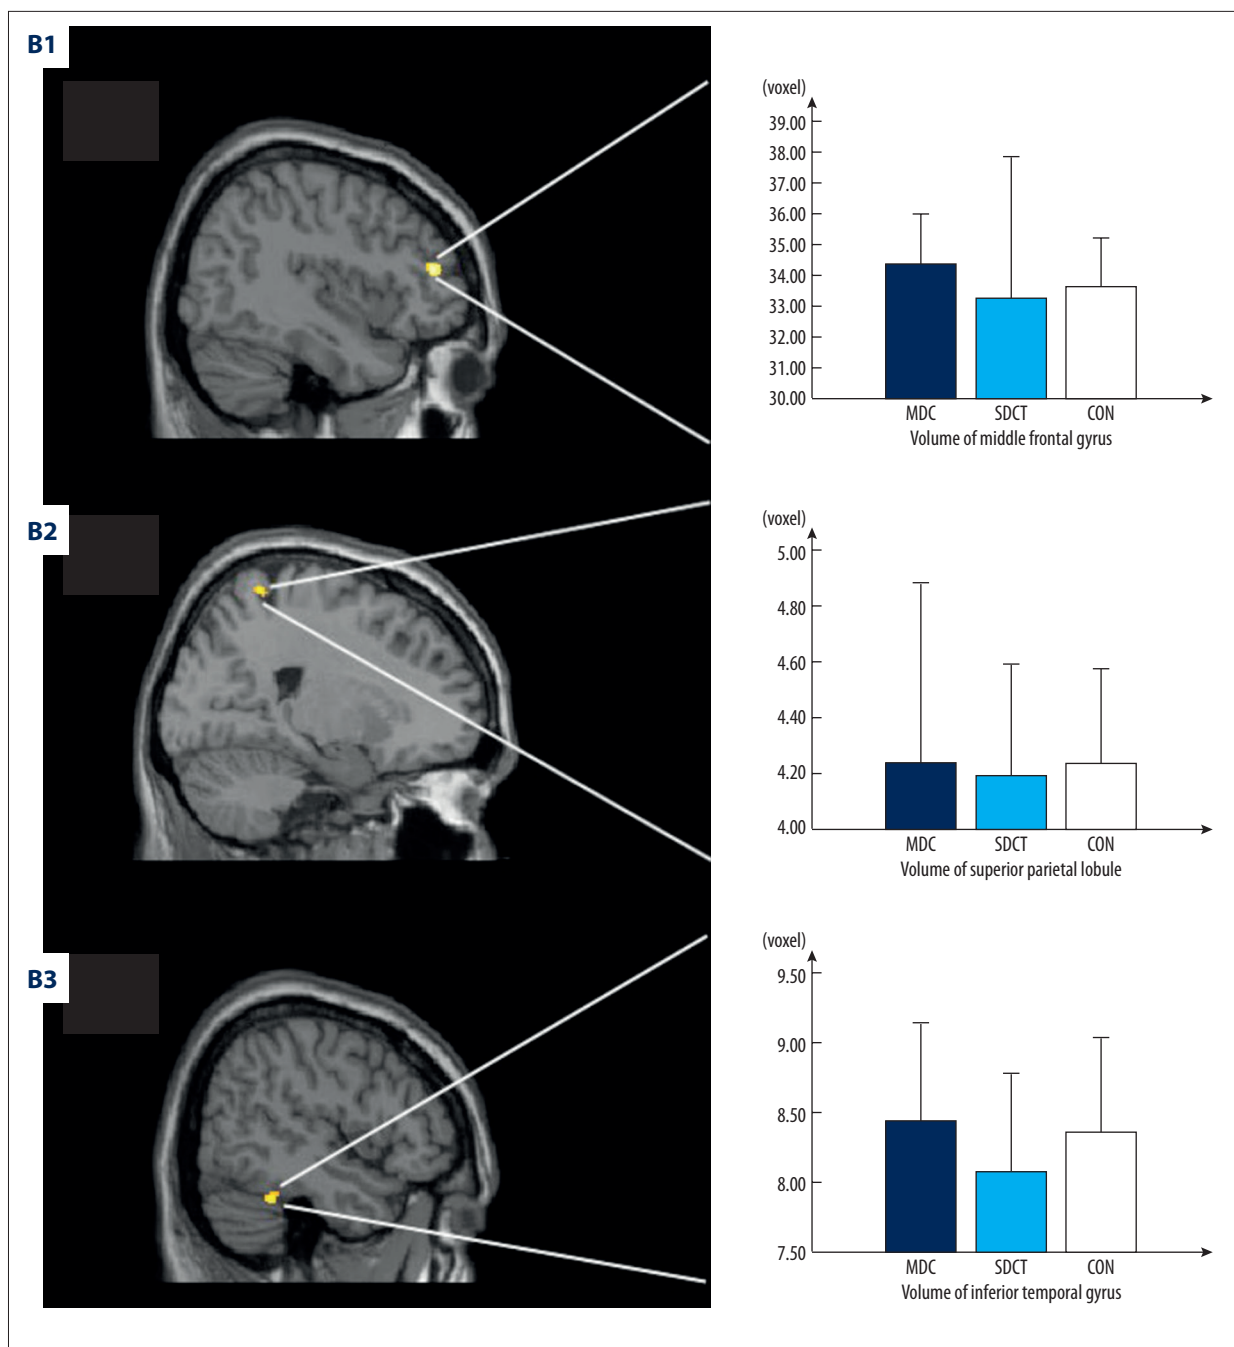 B1
(voxel)
39.00
38.00
37.00
36.00
35.00
34.00
33.00
32.00
31.00
30.00
MDC SDCT CON
Volume of middle frontal gyrus
B2
(voxel)
5.00
4.80
4.60
4.40
4.20
4.00
MDC SDCT CON
Volume of superior parietal lobule
B3
(voxel)
9.50
9.00
8.50
8.00
7.50
MDC SDCT CON
Volume of inferior temporal gyrus